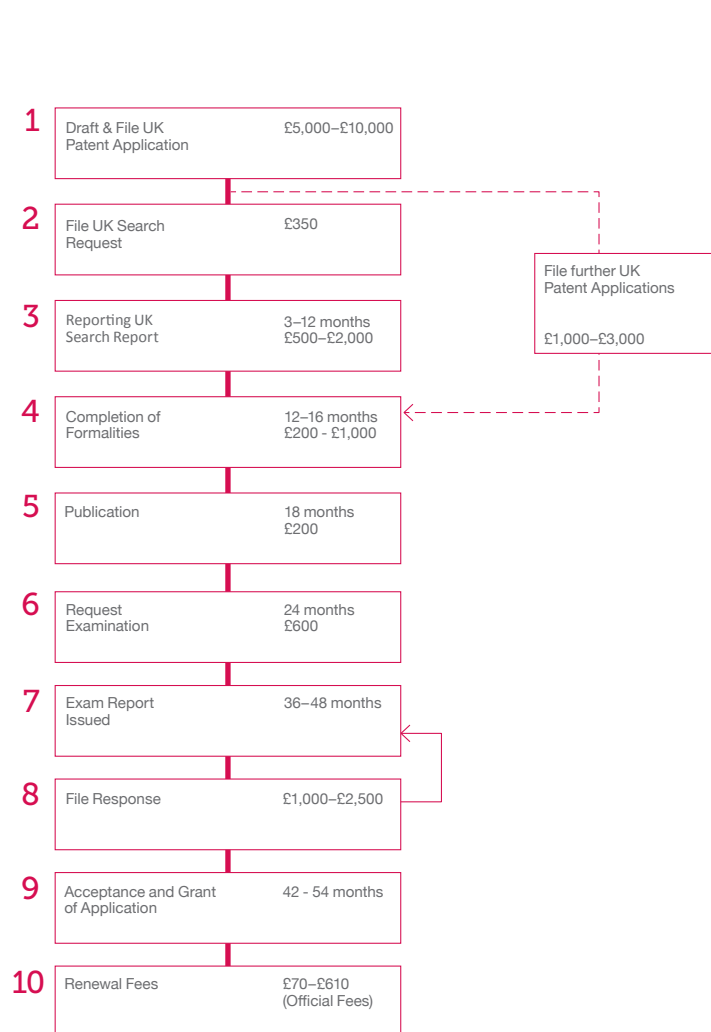 1
Draft & File UK
Patent Application
£5,000–£10,000
2
File UK Search
Request
£350
File further UK
Patent Applications
£1,000–£3,000
3
Reporting UK
Search Report
3–12 months
£500–£2,000
4
Completion of
Formalities
12–16 months
£200 - £1,000
5
Publication
18 months
£200
6
Request
Examination
24 months
£600
7
Exam Report
Issued
36–48 months
8
File Response
£1,000–£2,500
9
Acceptance and Grant
of Application
42 - 54 months
10
Renewal Fees
£70–£610
(Official Fees)